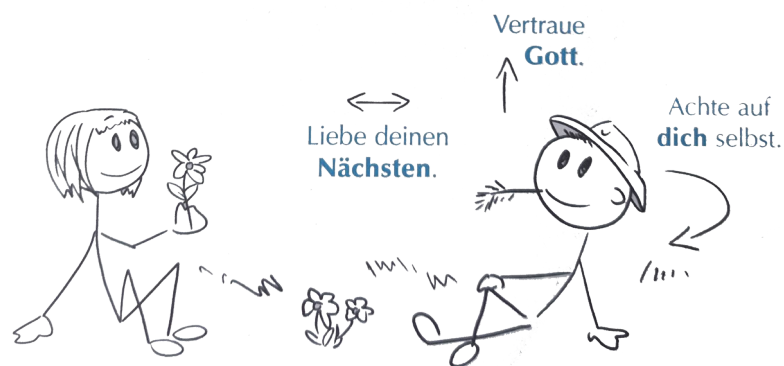 Vertraue
Gott.
Liebe deinen
Nächsten.
Achte auf
dich selbst.